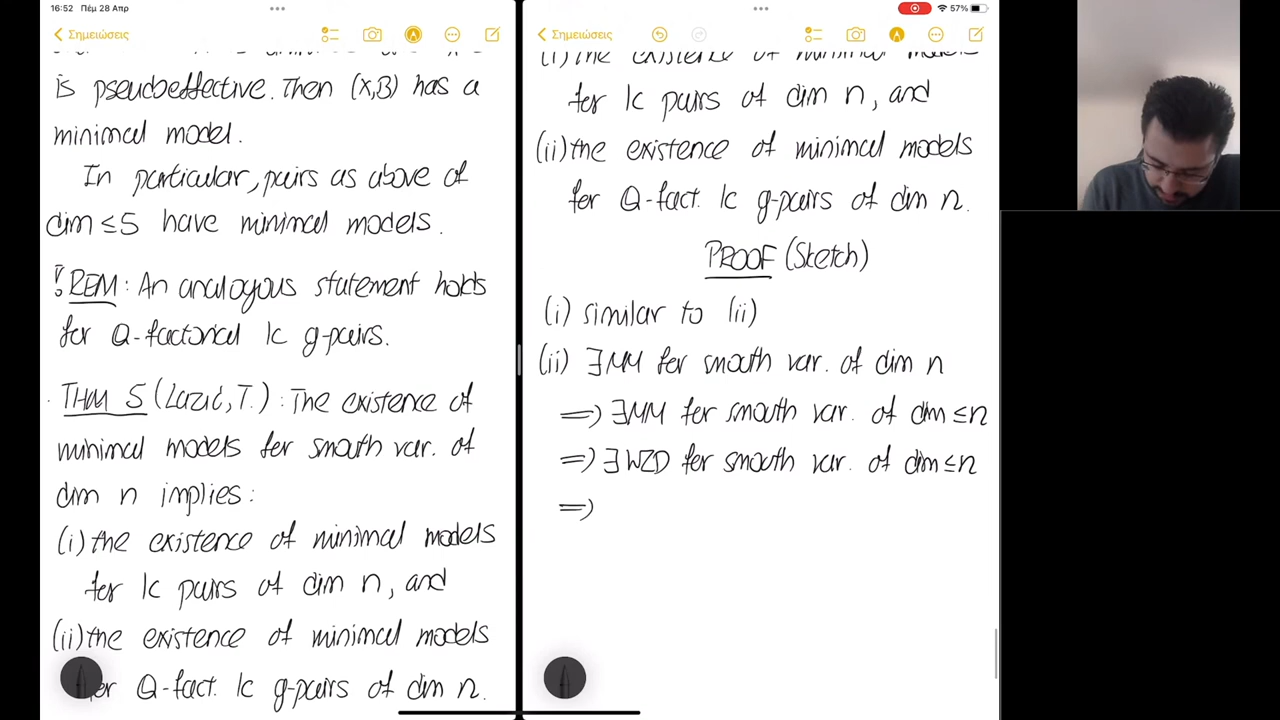 16:52 Πέμ 28 Απρ
Σημειώσεις
is pseudoeffective. Then (X,B) has a
minimal model.
In particular, pairs as above of
dim ≤ 5 have minimal models.
! REM: An analogous statement holds
for Q-factorial lc g-pairs.
THM 5 (Lazić, T.): The existence of
minimal models for smooth var. of
dim n implies:
(i) the existence of minimal models
for lc pairs of dim n, and
(ii) the existence of minimal models
for Q-fact. lc g-pairs of dim n.
57%
Σημειώσεις
(i) the existence of minimal models
for lc pairs of dim n, and
(ii) the existence of minimal models
for Q-fact. lc g-pairs of dim n.
PROOF (Sketch)
(i) similar to (ii)
(ii) ∃MM for smooth var. of dim n
⟹ ∃MM for smooth var. of dim ≤ n
⟹ ∃WZD for smooth var. of dim ≤ n
⟹